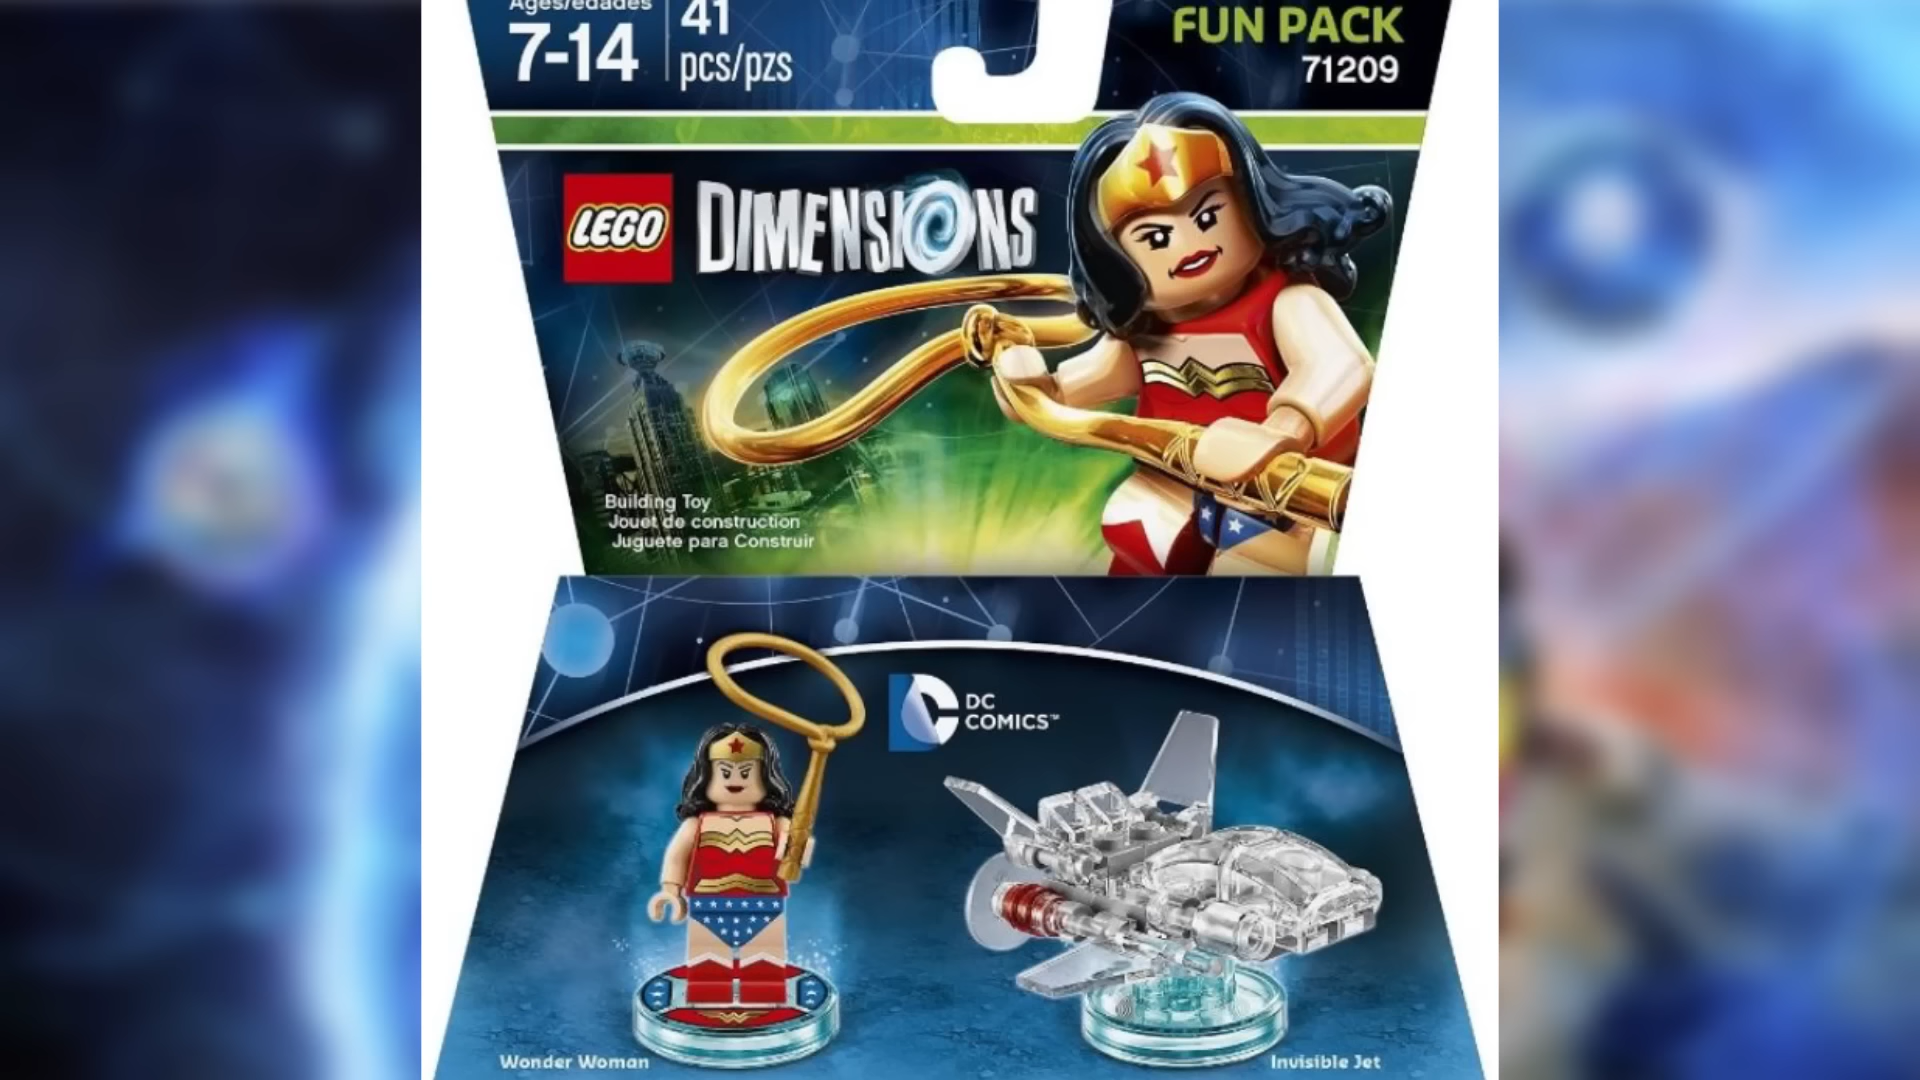 Ages/edades
7-14
41
pcs/pzs
FUN PACK
71209
LEGO
DIMENSIONS
Building Toy
Jouet de construction
Juguete para Construir
DC
COMICS™
Wonder Woman
Invisible Jet